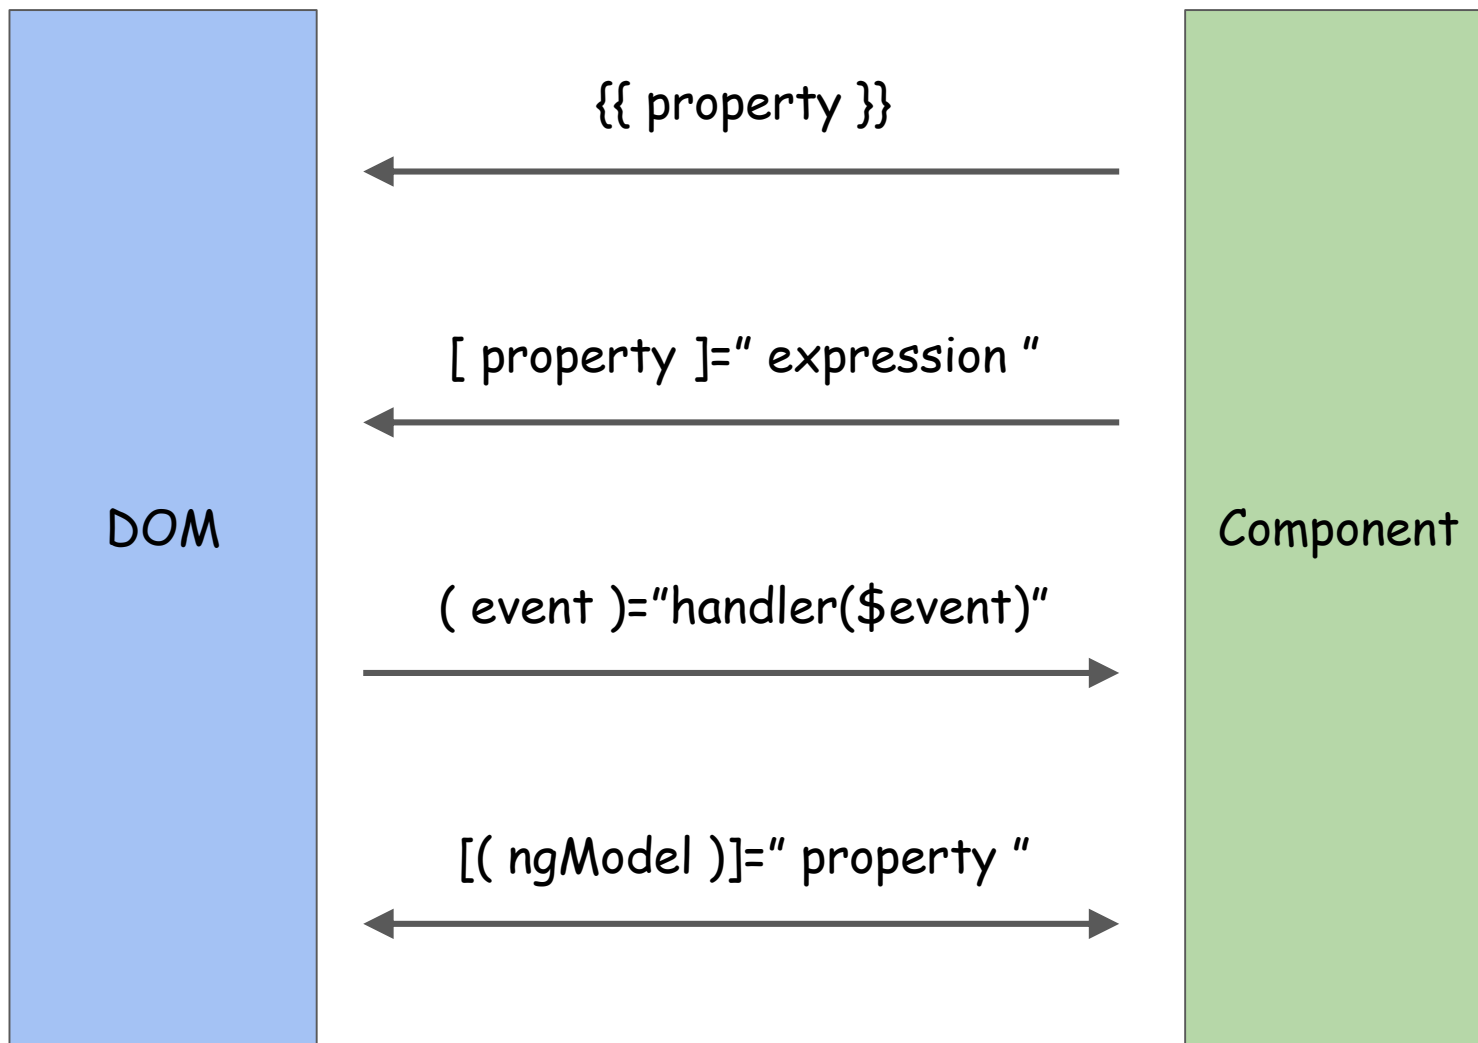 {{ property }}
[ property ]=” expression ”
DOM
Component
( event )=”handler($event)”
[( ngModel )]=” property ”